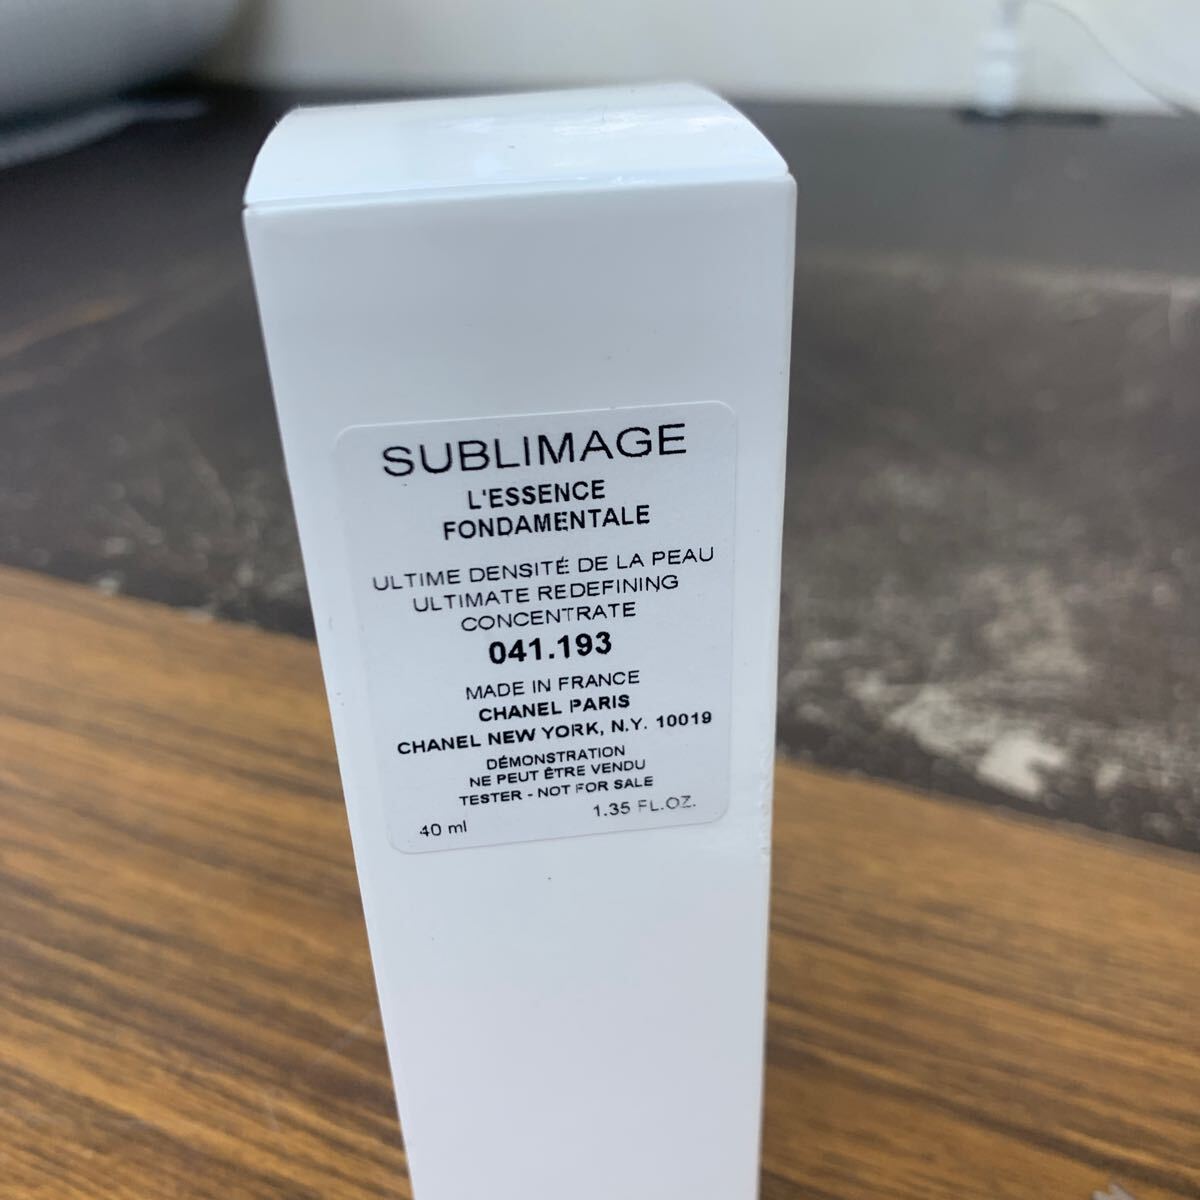 SUBLIMAGE
L'ESSENCE
FONDAMENTALE
ULTIME DENSITÉ DE LA PEAU
ULTIMATE REDEFINING
CONCENTRATE
041.193
MADE IN FRANCE
CHANEL PARIS
CHANEL NEW YORK, N.Y. 10019
DÉMONSTRATION
NE PEUT ÊTRE VENDU
TESTER - NOT FOR SALE
40 ml 1.35 FL.OZ.